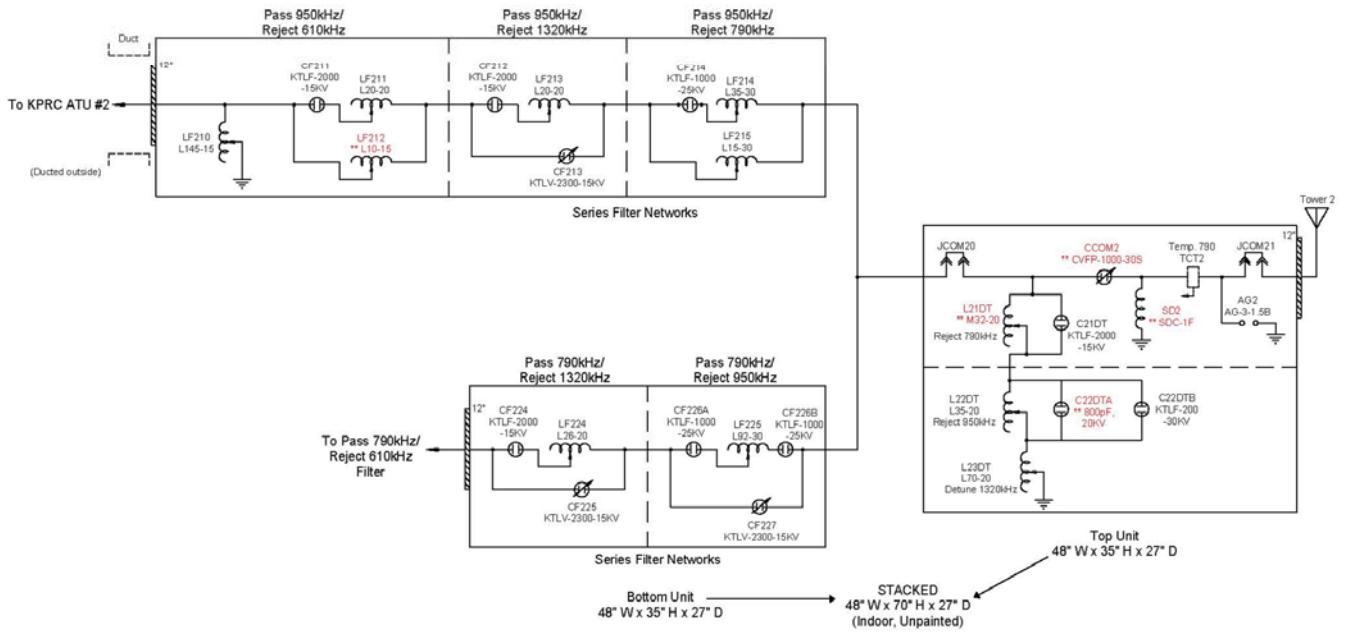 Pass 950kHz/
Reject 610kHz
Pass 950kHz/
Reject 1320kHz
Pass 950kHz/
Reject 790kHz
Duct
12"
CF211
KTLF-2000
-15KV
LF211
L20-20
CF212
KTLF-2000
-15KV
LF213
L20-20
CF214
KTLF-1000
-25KV
LF214
L35-30
To KPRC ATU #2
LF210
L145-15
LF212
** L10-15
CF213
KTLV-2300-15KV
LF215
L15-30
(Ducted outside)
Series Filter Networks
Tower 2
JCOM20
CCOM2
** CVFP-1000-30S
Temp. 790
TCT2
JCOM21
12"
L21DT
** M32-20
Reject 790kHz
C21DT
KTLF-2000
-15KV
SD2
** SDC-1F
AG2
AG-3-1.5B
L22DT
L35-20
Reject 950kHz
C22DTA
** 800pF,
20KV
C22DTB
KTLF-200
-30KV
L23DT
L70-20
Detune 1320kHz
Pass 790kHz/
Reject 1320kHz
Pass 790kHz/
Reject 950kHz
12"
CF224
KTLF-2000
-15KV
LF224
L26-20
CF226A
KTLF-1000
-25KV
LF225
L92-30
CF226B
KTLF-1000
-25KV
To Pass 790kHz/
Reject 610kHz
Filter
CF225
KTLV-2300-15KV
CF227
KTLV-2300-15KV
Series Filter Networks
Top Unit
48" W x 35" H x 27" D
Bottom Unit
48" W x 35" H x 27" D
STACKED
48" W x 70" H x 27" D
(Indoor, Unpainted)